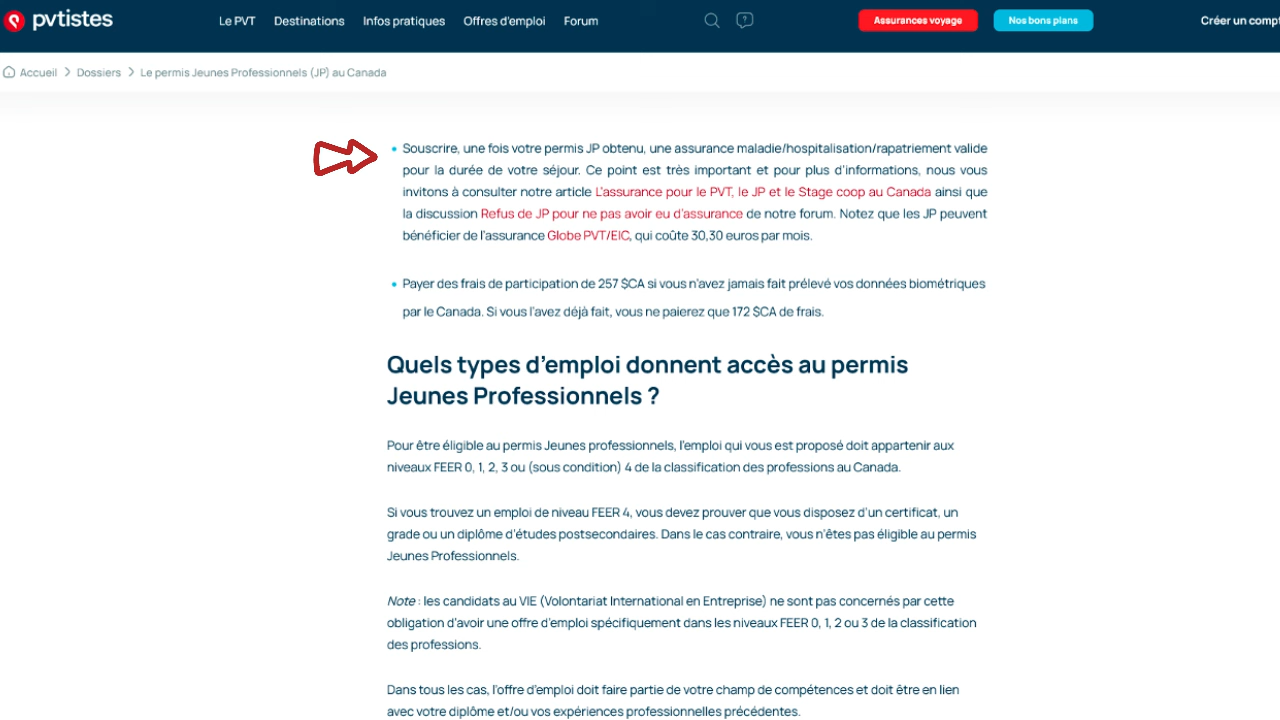 pvtistes
Le PVT Destinations Infos pratiques Offres d'emploi Forum
?
Assurances voyage Nos bons plans
Créer un compt
Accueil > Dossiers > Le permis Jeunes Professionnels (JP) au Canada
• Souscrire, une fois votre permis JP obtenu, une assurance maladie/hospitalisation/rapatriement valide
pour la durée de votre séjour. Ce point est très important et pour plus d'informations, nous vous
invitons à consulter notre article L'assurance pour le PVT, le JP et le Stage coop au Canada ainsi que
la discussion Refus de JP pour ne pas avoir eu d'assurance de notre forum. Notez que les JP peuvent
bénéficier de l'assurance Globe PVT/EIC, qui coûte 30,30 euros par mois.
• Payer des frais de participation de 257 $CA si vous n'avez jamais fait prélevé vos données biométriques
par le Canada. Si vous l'avez déjà fait, vous ne paierez que 172 $CA de frais.
Quels types d'emploi donnent accès au permis
Jeunes Professionnels ?
Pour être éligible au permis Jeunes professionnels, l'emploi qui vous est proposé doit appartenir aux
niveaux FEER 0, 1, 2, 3 ou (sous condition) 4 de la classification des professions au Canada.
Si vous trouvez un emploi de niveau FEER 4, vous devez prouver que vous disposez d'un certificat, un
grade ou un diplôme d'études postsecondaires. Dans le cas contraire, vous n'êtes pas éligible au permis
Jeunes Professionnels.
Note : les candidats au VIE (Volontariat International en Entreprise) ne sont pas concernés par cette
obligation d'avoir une offre d'emploi spécifiquement dans les niveaux FEER 0, 1, 2 ou 3 de la classification
des professions.
Dans tous les cas, l'offre d'emploi doit faire partie de votre champ de compétences et doit être en lien
avec votre diplôme et/ou vos expériences professionnelles précédentes.